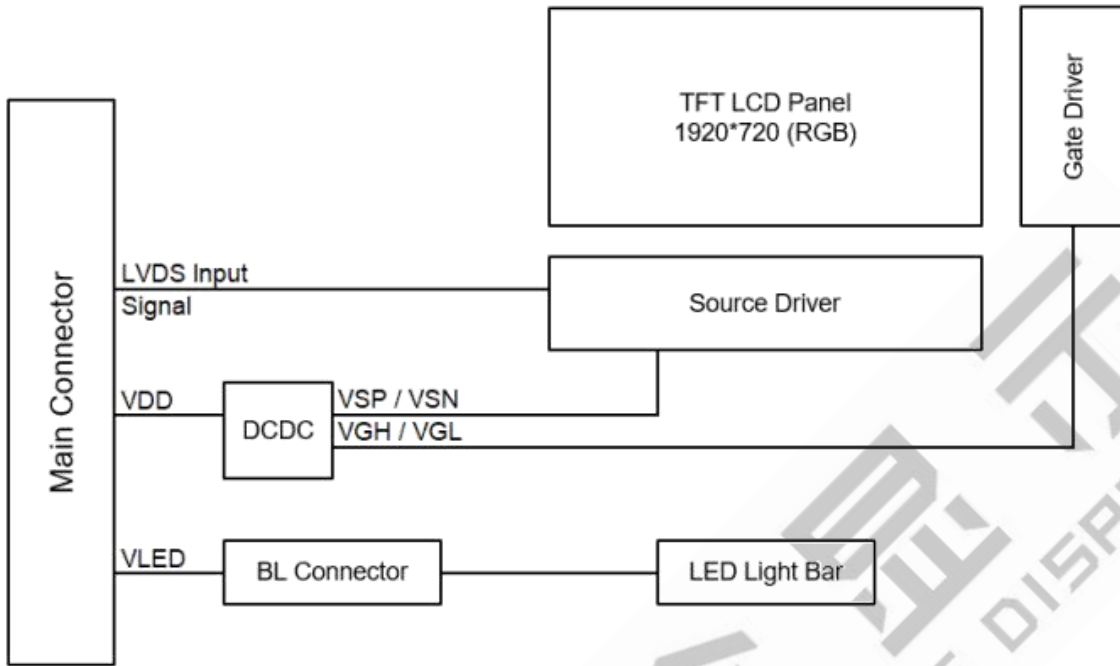 TFT LCD Panel
1920*720 (RGB)
Gate Driver
Main Connector
LVDS Input
Signal
Source Driver
VDD
DCDC
VSP / VSN
VGH / VGL
VLED
BL Connector
LED Light Bar